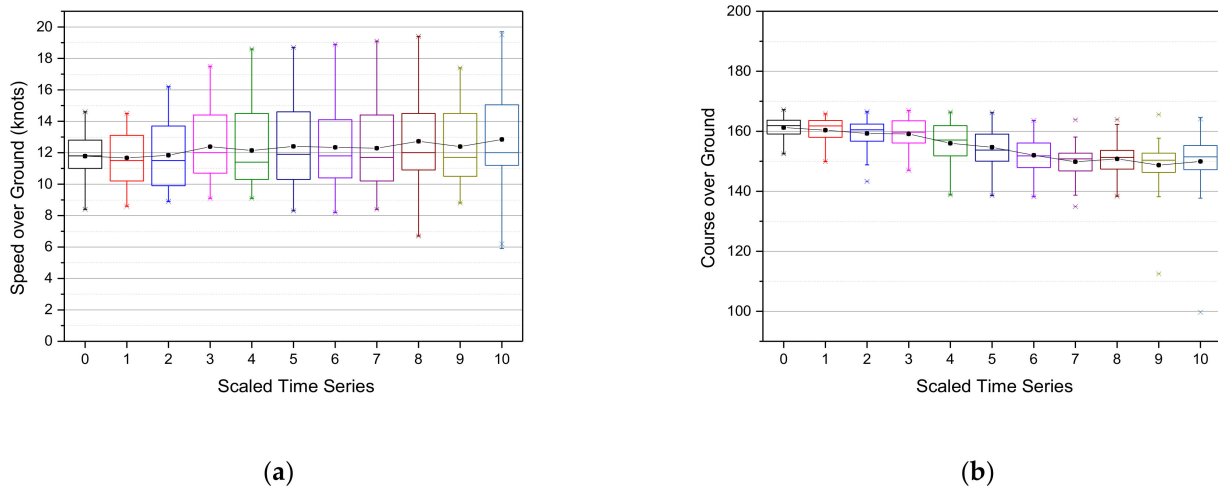 20
18
16
14
12
10
8
6
4
2
0
Speed over Ground (knots)
0 1 2 3 4 5 6 7 8 9 10
Scaled Time Series
(a)
200
180
160
140
120
100
Course over Ground
0 1 2 3 4 5 6 7 8 9 10
Scaled Time Series
(b)